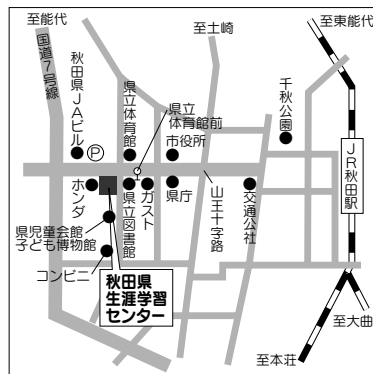 至能代
至土崎
至東能代
国道7号線
秋田県JAビル
P
県立体育館
県立
体育館前
市役所
千秋公園
JR秋田駅
ホンダ
県立図書館
ガスト
県庁
山王十字路
交通公社
県児童会館
子ども博物館
コンビニ
秋田県
生涯学習
センター
至大曲
至本荘